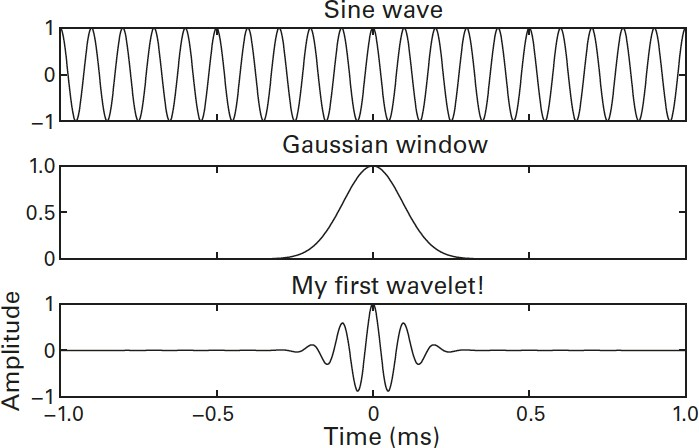 Sine wave
1
0
−1
Gaussian window
1.0
0.5
0
My first wavelet!
Amplitude
1
0
−1
−1.0 −0.5 0 0.5 1.0
Time (ms)